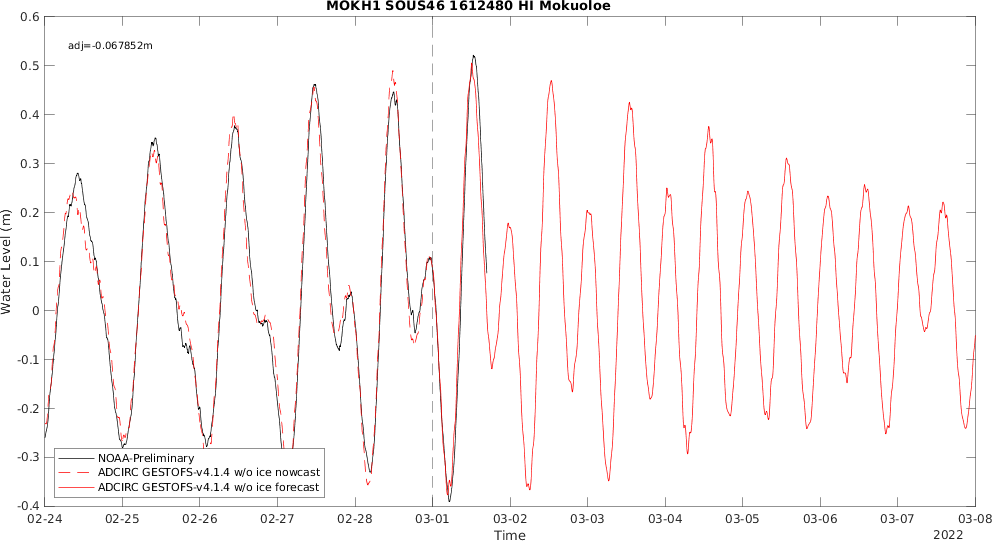 MOKH1 SOUS46 1612480 HI Mokuoloe
adj=-0.067852m
Water Level (m)
0.6
0.5
0.4
0.3
0.2
0.1
0
-0.1
-0.2
-0.3
-0.4
NOAA-Preliminary
ADCIRC GESTOFS-v4.1.4 w/o ice nowcast
ADCIRC GESTOFS-v4.1.4 w/o ice forecast
02-24 02-25 02-26 02-27 02-28 03-01 03-02 03-03 03-04 03-05 03-06 03-07 03-08
Time
2022